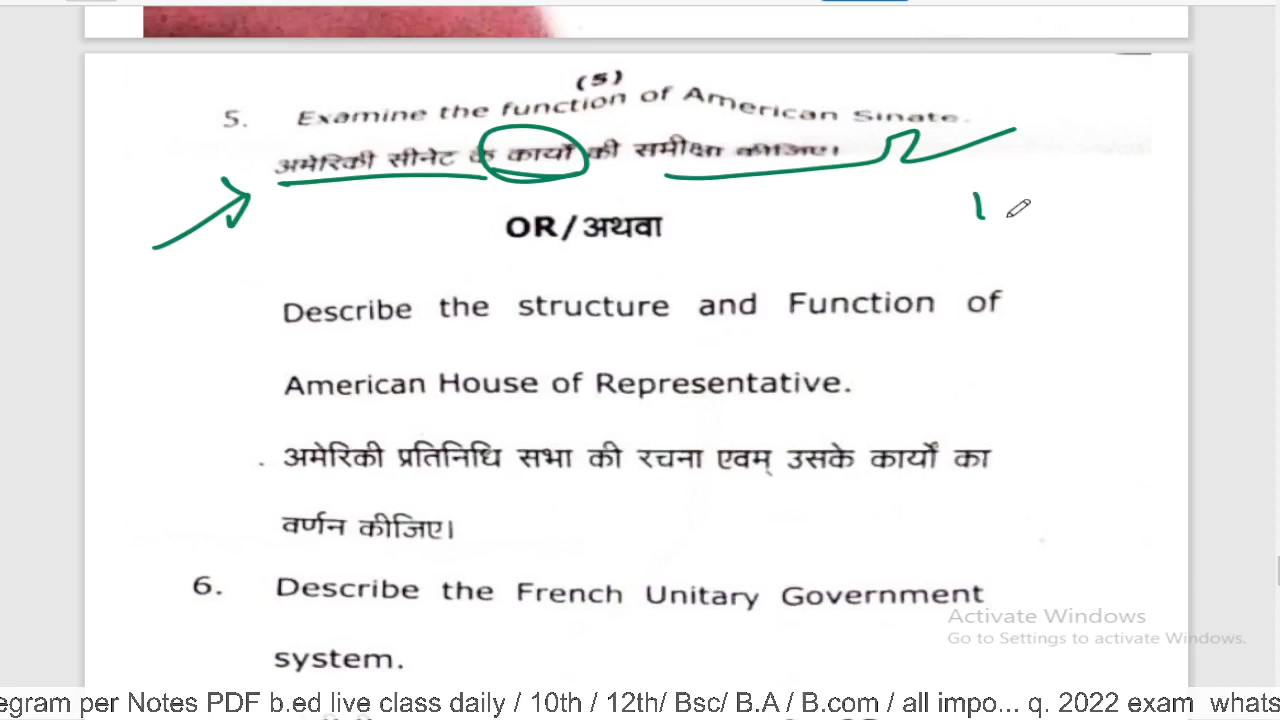 (5)
5. Examine the function of American Sinate.
अमेरिकी सीनेट के कार्यों की समीक्षा कीजिए।
1
OR/अथवा
Describe the structure and Function of
American House of Representative.
. अमेरिकी प्रतिनिधि सभा की रचना एवम् उसके कार्यों का
वर्णन कीजिए।
6. Describe the French Unitary Government
Activate Windows
Go to Settings to activate Windows.
system.
egram per Notes PDF b.ed live class daily / 10th / 12th/ Bsc/ B.A / B.com / all impo... q. 2022 exam whats